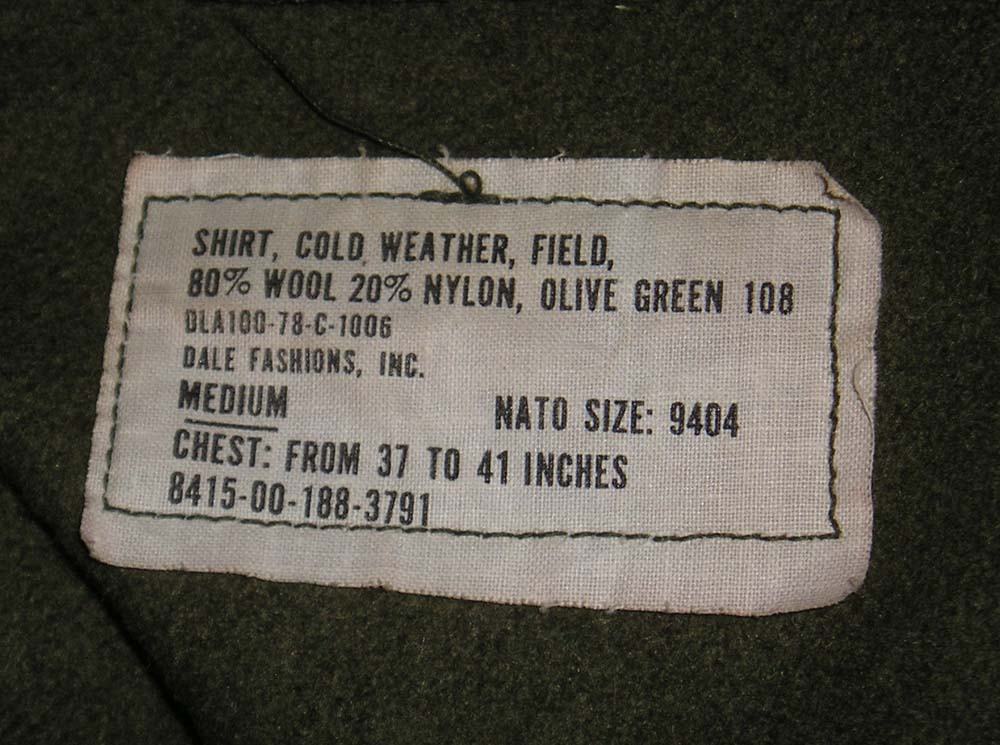 SHIRT, COLD WEATHER, FIELD,
80% WOOL 20% NYLON, OLIVE GREEN 108
DLA100-78-C-1006
DALE FASHIONS, INC.
MEDIUM NATO SIZE: 9404
CHEST: FROM 37 TO 41 INCHES
8415-00-188-3791